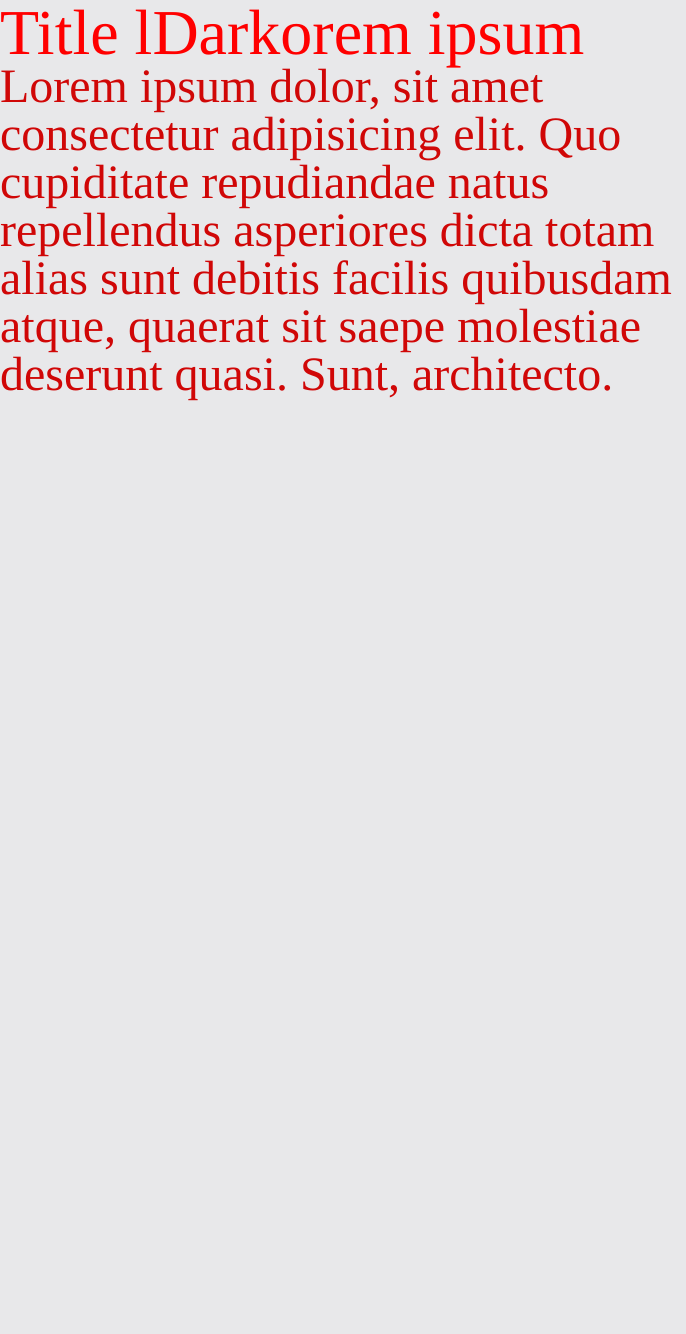 Title lDarkorem ipsum
Lorem ipsum dolor, sit amet
consectetur adipisicing elit. Quo
cupiditate repudiandae natus
repellendus asperiores dicta totam
alias sunt debitis facilis quibusdam
atque, quaerat sit saepe molestiae
deserunt quasi. Sunt, architecto.